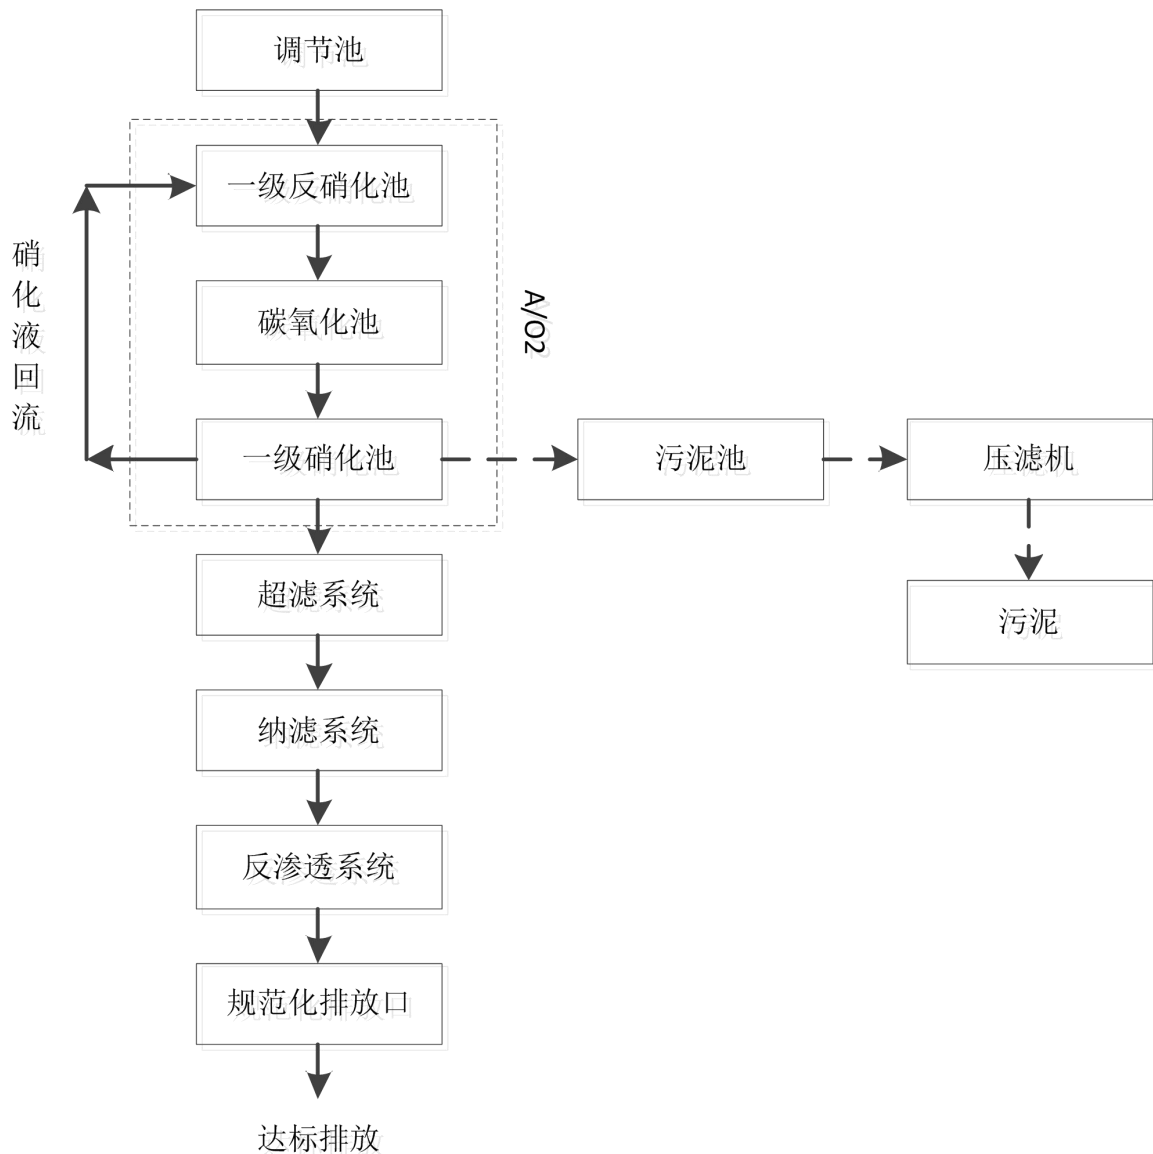 调节池
一级反硝化池
硝化液回流
碳氧化池
A/O2
一级硝化池
污泥池
压滤机
超滤系统
污泥
纳滤系统
反渗透系统
规范化排放口
达标排放